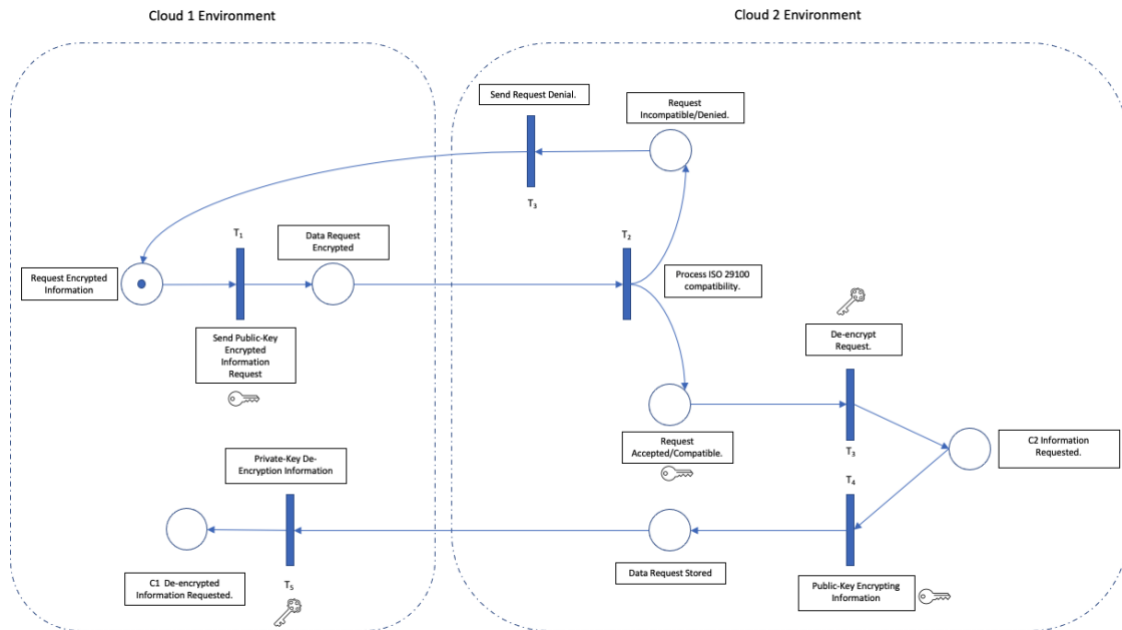 Cloud 1 Environment
Cloud 2 Environment
Send Request Denial.
Request
Incompatible/Denied.
T3
T1
Data Request
Encrypted
T2
Request Encrypted
Information
Process ISO 29100
compatibility.
Send Public-Key
Encrypted
Information
Request
De-encrypt
Request.
Request
Accepted/Compatible.
T3
C2 Information
Requested.
Private-Key De-
Encryption Information
T4
C1 De-encrypted
Information Requested.
T5
Data Request Stored
Public-Key Encrypting
Information